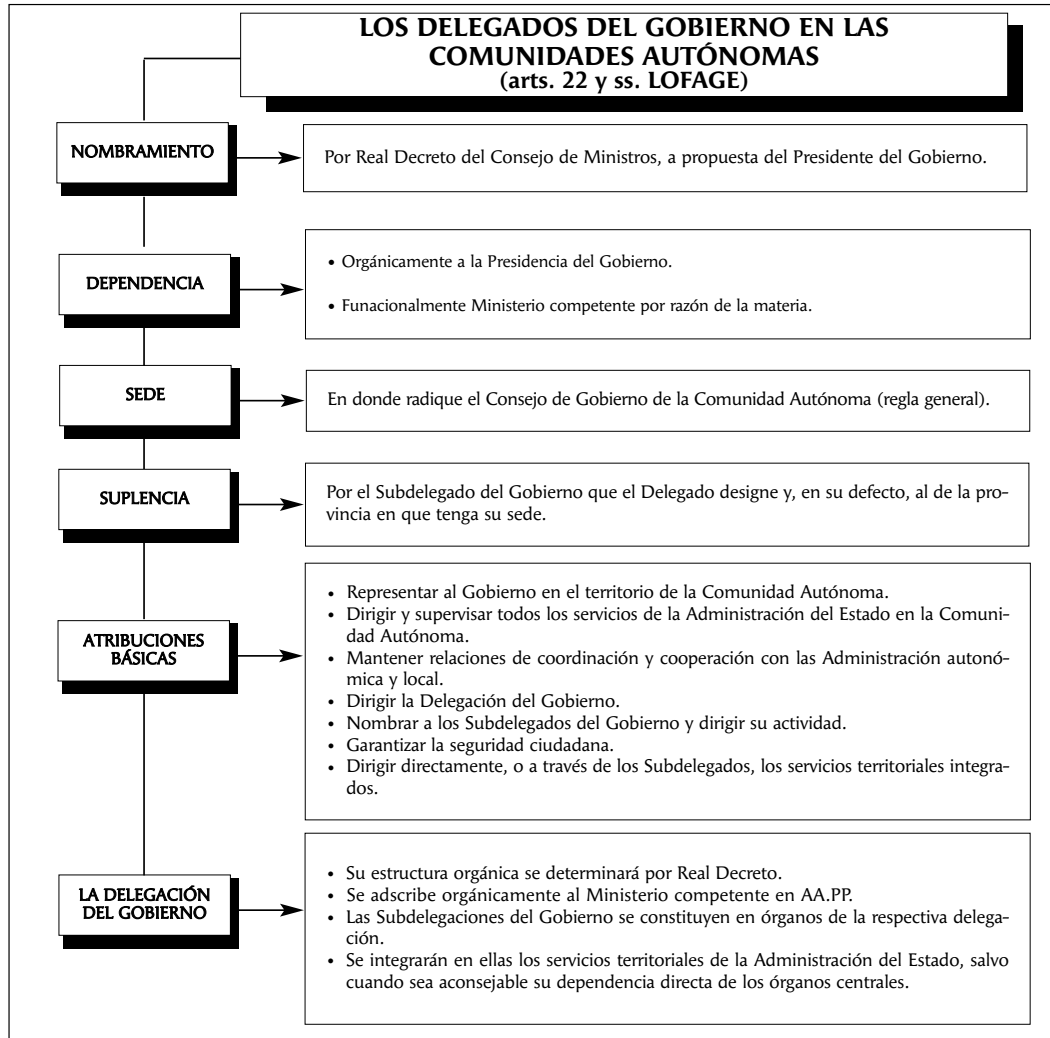 LOS DELEGADOS DEL GOBIERNO EN LAS
COMUNIDADES AUTÓNOMAS
(arts. 22 y ss. LOFAGE)
NOMBRAMIENTO
Por Real Decreto del Consejo de Ministros, a propuesta del Presidente del Gobierno.
DEPENDENCIA
• Orgánicamente a la Presidencia del Gobierno.
• Funacionalmente Ministerio competente por razón de la materia.
SEDE
En donde radique el Consejo de Gobierno de la Comunidad Autónoma (regla general).
SUPLENCIA
Por el Subdelegado del Gobierno que el Delegado designe y, en su defecto, al de la pro-
vincia en que tenga su sede.
ATRIBUCIONES
BÁSICAS
• Representar al Gobierno en el territorio de la Comunidad Autónoma.
• Dirigir y supervisar todos los servicios de la Administración del Estado en la Comuni-
dad Autónoma.
• Mantener relaciones de coordinación y cooperación con las Administración autonó-
mica y local.
• Dirigir la Delegación del Gobierno.
• Nombrar a los Subdelegados del Gobierno y dirigir su actividad.
• Garantizar la seguridad ciudadana.
• Dirigir directamente, o a través de los Subdelegados, los servicios territoriales integra-
dos.
LA DELEGACIÓN
DEL GOBIERNO
• Su estructura orgánica se determinará por Real Decreto.
• Se adscribe orgánicamente al Ministerio competente en AA.PP.
• Las Subdelegaciones del Gobierno se constituyen en órganos de la respectiva delega-
ción.
• Se integrarán en ellas los servicios territoriales de la Administración del Estado, salvo
cuando sea aconsejable su dependencia directa de los órganos centrales.